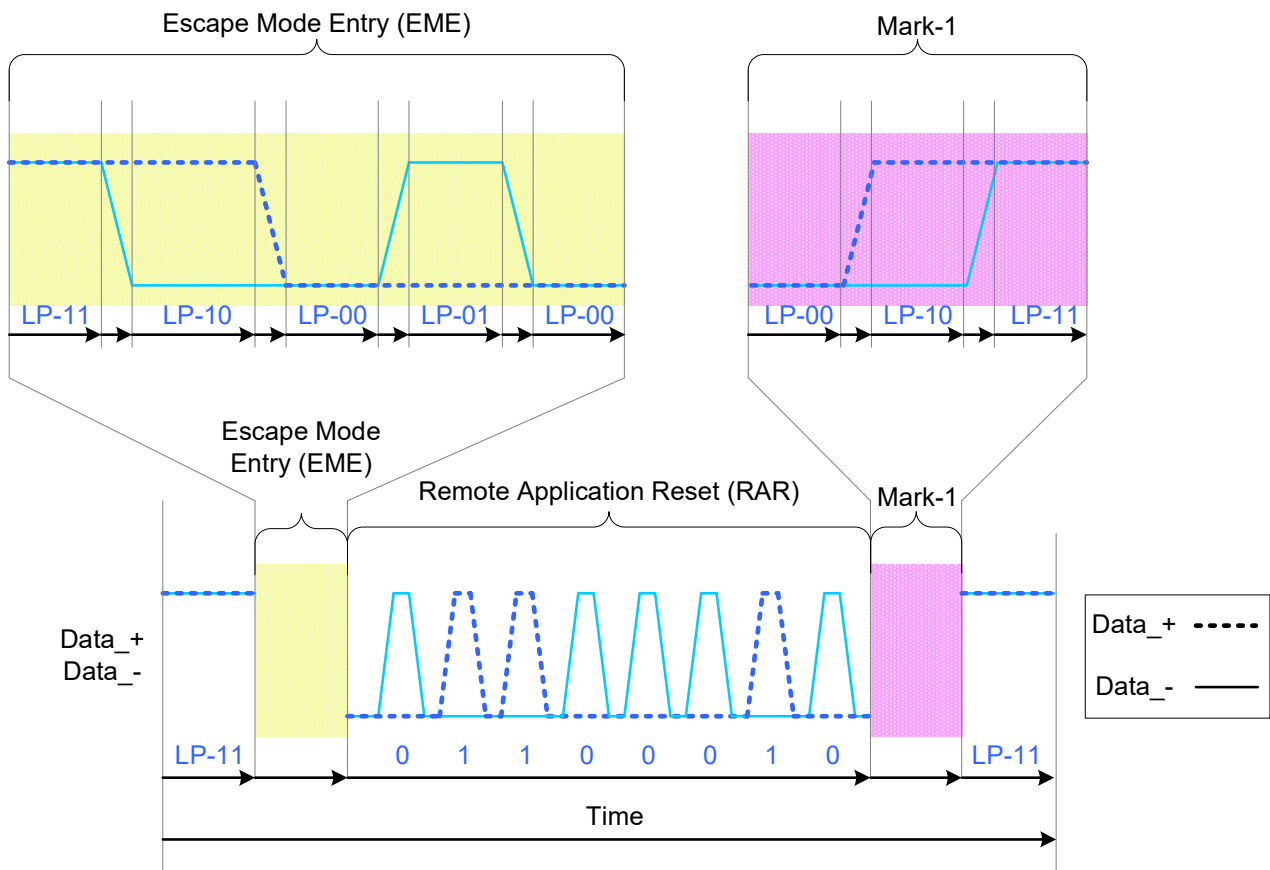 Escape Mode Entry (EME)
Mark-1
LP-11 LP-10 LP-00 LP-01 LP-00
LP-00 LP-10 LP-11
Escape Mode
Entry (EME)
Remote Application Reset (RAR)
Mark-1
Data_+
Data_-
LP-11 0 1 1 0 0 0 1 0 LP-11
Time
Data_+
Data_-